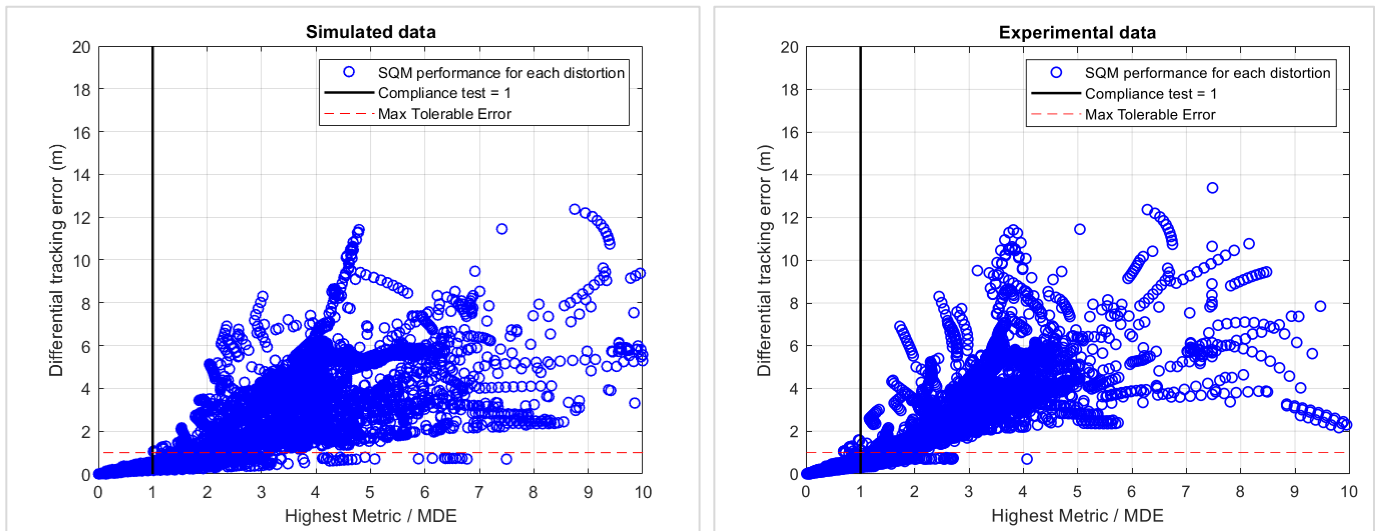 Simulated data
20
18
16
14
12
10
8
6
4
2
0
Differential tracking error (m)
SQM performance for each distortion
Compliance test = 1
Max Tolerable Error
0 1 2 3 4 5 6 7 8 9 10
Highest Metric / MDE
Experimental data
20
18
16
14
12
10
8
6
4
2
0
Differential tracking error (m)
SQM performance for each distortion
Compliance test = 1
Max Tolerable Error
0 1 2 3 4 5 6 7 8 9 10
Highest Metric / MDE